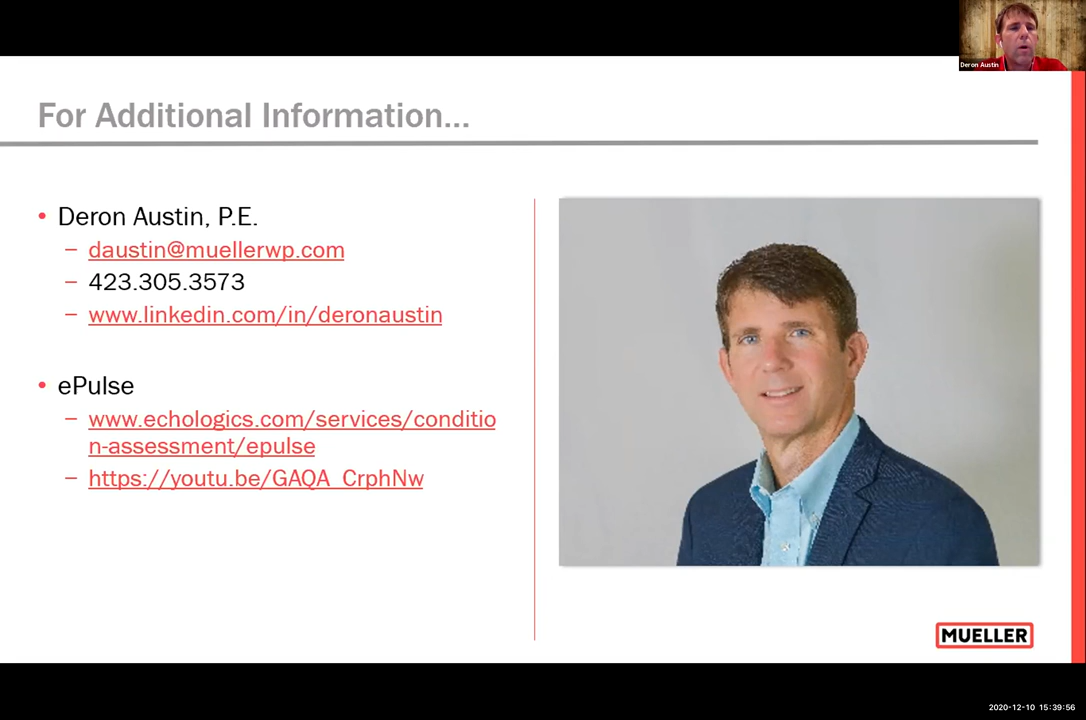 Deron Austin
For Additional Information...
• Deron Austin, P.E.
– daustin@muellerwp.com
– 423.305.3573
– www.linkedin.com/in/deronaustin
• ePulse
– www.echologics.com/services/conditio
n-assessment/epulse
– https://youtu.be/GAQA_CrphNw
MUELLER
2020-12-10 15:39:56